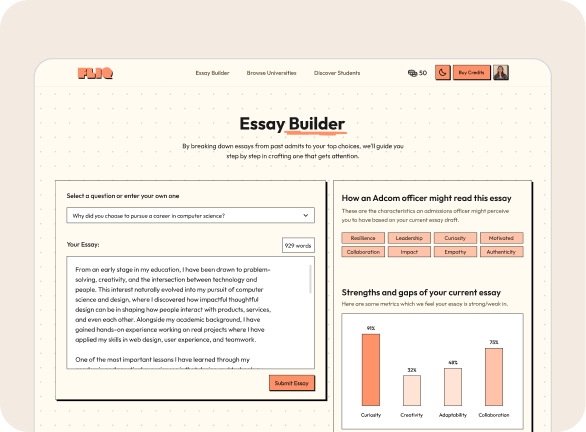 FLIQ
Essay Builder
Browse Universities
Discover Students
50
Buy Credits
Essay Builder
By breaking down essays from past admits to your top choices, we'll guide you
step by step in crafting one that gets attention.
Select a question or enter your own one
Why did you choose to pursue a career in computer science?
Your Essay:
929 words
From an early stage in my education, I have been drawn to problem-
solving, creativity, and the intersection between technology and
people. This interest naturally evolved into my pursuit of computer
science and design, where I discovered how impactful thoughtful
design can be in shaping how people interact with products, services,
and even each other. Alongside my academic background, I have
gained hands-on experience working on real projects where I have
applied my skills in web design, user experience, and teamwork.
One of the most important lessons I have learned through my
Submit Essay
How an Adcom officer might read this essay
These are the characteristics an admissions officer might perceive
you to have based on your current essay draft.
Resilience
Leadership
Curiosity
Motivated
Collaboration
Impact
Empathy
Authenticity
Strengths and gaps of your current essay
Here are some metrics which we feel your essay is strong/weak in.
91%
32%
48%
75%
Curiosity
Creativity
Adaptability
Collaboration